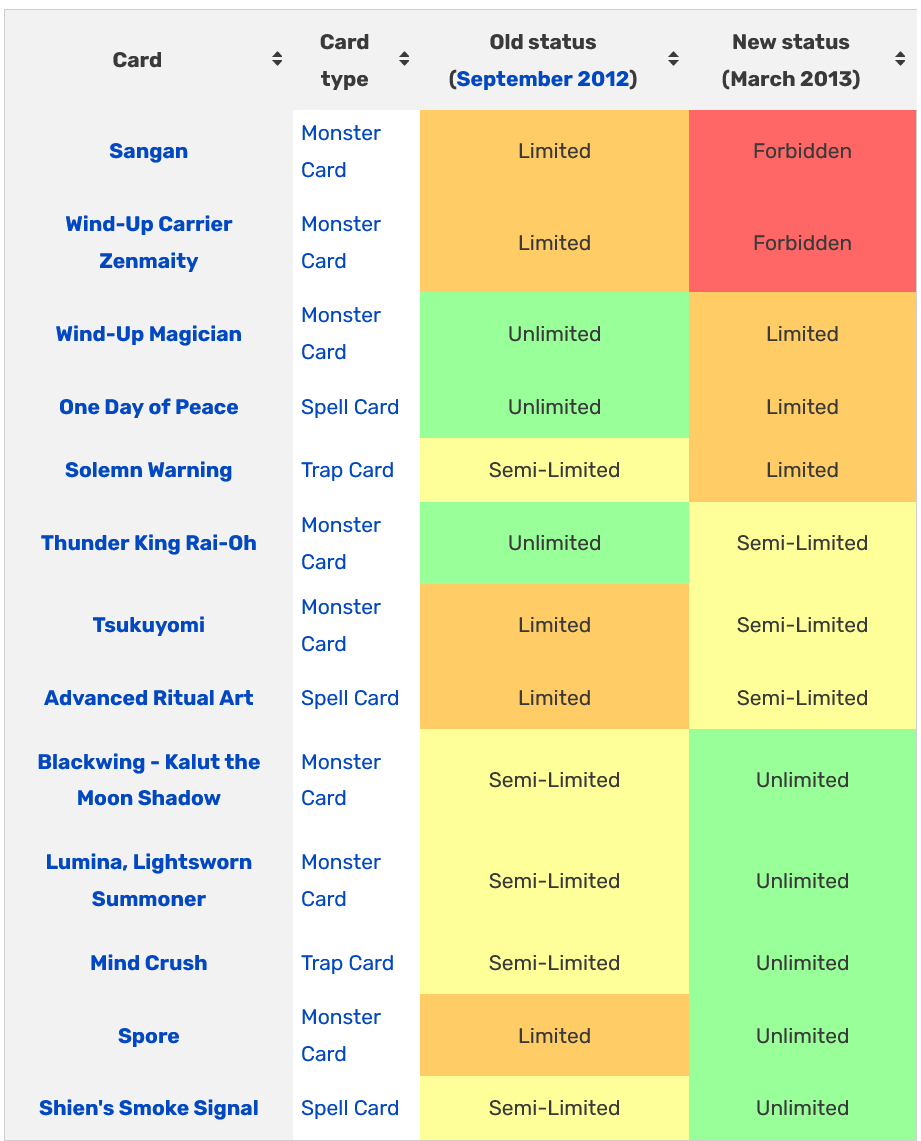 Card
Card type
Old status (September 2012)
New status (March 2013)
Sangan
Monster Card
Limited
Forbidden
Wind-Up Carrier Zenmaity
Monster Card
Limited
Forbidden
Wind-Up Magician
Monster Card
Unlimited
Limited
One Day of Peace
Spell Card
Unlimited
Limited
Solemn Warning
Trap Card
Semi-Limited
Limited
Thunder King Rai-Oh
Monster Card
Unlimited
Semi-Limited
Tsukuyomi
Monster Card
Limited
Semi-Limited
Advanced Ritual Art
Spell Card
Limited
Semi-Limited
Blackwing - Kalut the Moon Shadow
Monster Card
Semi-Limited
Unlimited
Lumina, Lightsworn Summoner
Monster Card
Semi-Limited
Unlimited
Mind Crush
Trap Card
Semi-Limited
Unlimited
Spore
Monster Card
Limited
Unlimited
Shien's Smoke Signal
Spell Card
Semi-Limited
Unlimited